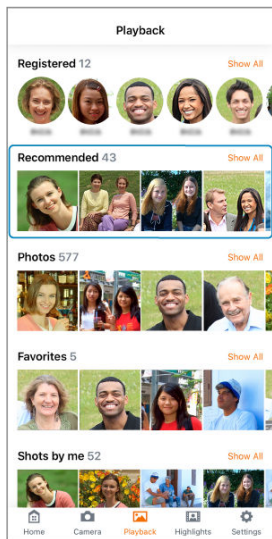 Playback
Registered 12 Show All
Recommended 43 Show All
Photos 577 Show All
Favorites 5 Show All
Shots by me 52 Show All
Home Camera Playback Highlights Settings